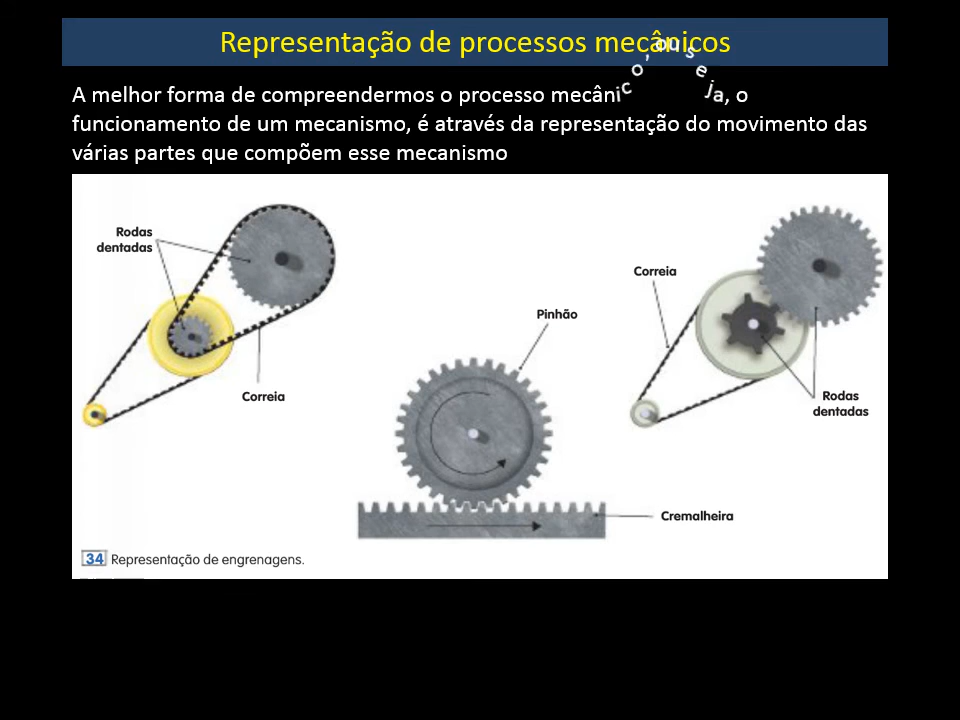 Representação de processos mecânicos
A melhor forma de compreendermos o processo mecânico, ou seja, o
funcionamento de um mecanismo, é através da representação do movimento das
várias partes que compõem esse mecanismo
Rodas
dentadas
Correia
Pinhão
Cremalheira
Correia
Rodas
dentadas
34 Representação de engrenagens.